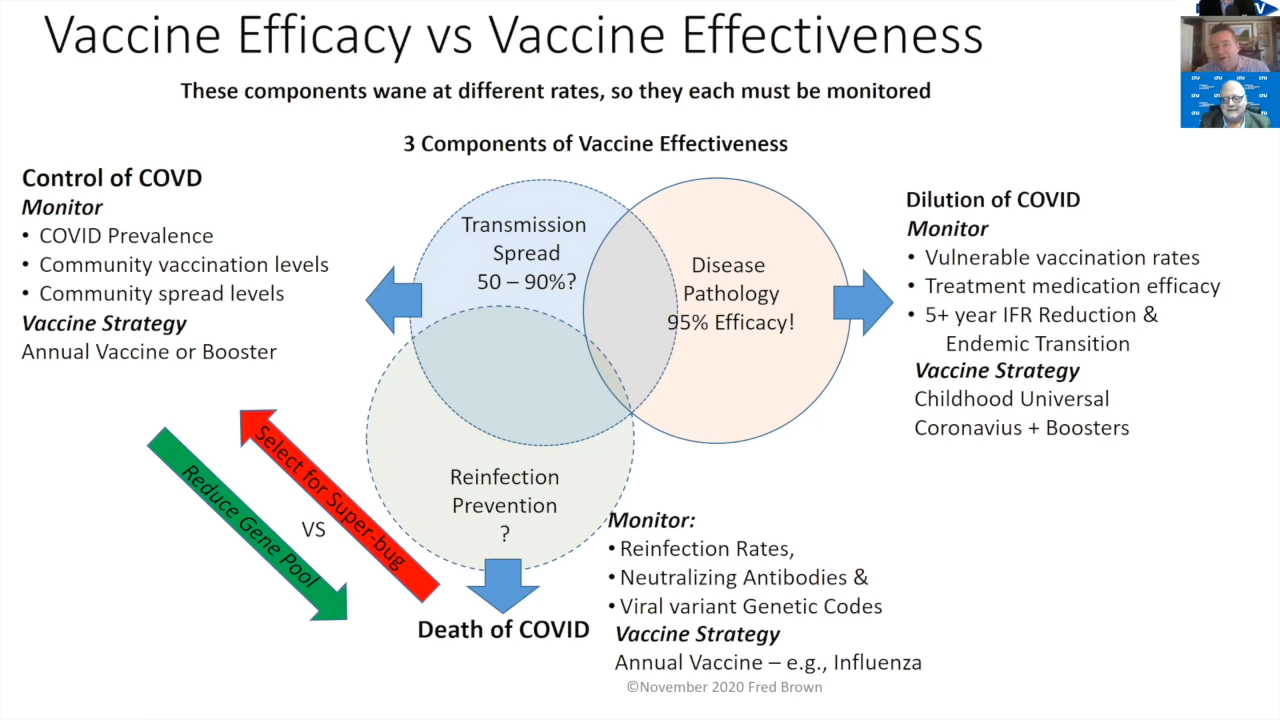 Vaccine Efficacy vs Vaccine Effectiveness
These components wane at different rates, so they each must be monitored
3 Components of Vaccine Effectiveness
Control of COVD
Monitor
• COVID Prevalence
• Community vaccination levels
• Community spread levels
Vaccine Strategy
Annual Vaccine or Booster
Transmission
Spread
50 – 90%?
Disease
Pathology
95% Efficacy!
Dilution of COVID
Monitor
• Vulnerable vaccination rates
• Treatment medication efficacy
• 5+ year IFR Reduction &
Endemic Transition
Vaccine Strategy
Childhood Universal
Coronavius + Boosters
Select for Super-bug
VS
Reduce Gene Pool
Reinfection
Prevention
?
Death of COVID
Monitor:
• Reinfection Rates,
• Neutralizing Antibodies &
• Viral variant Genetic Codes
Vaccine Strategy
Annual Vaccine – e.g., Influenza
©November 2020 Fred Brown